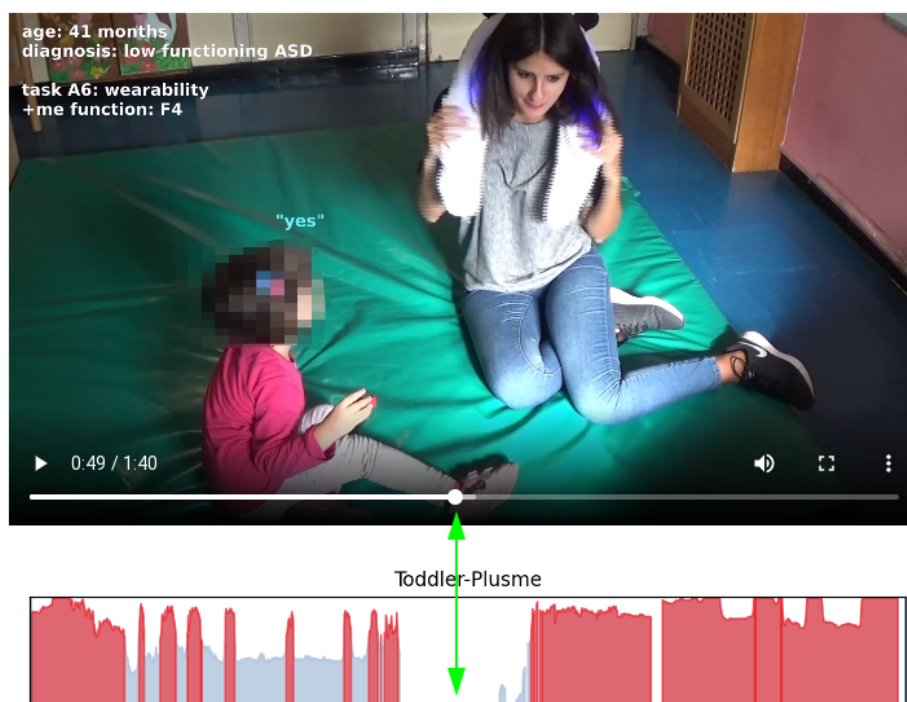 age: 41 months
diagnosis: low functioning ASD
task A6: wearability
+me function: F4
"yes"
0:49 / 1:40
Toddler-Plusme